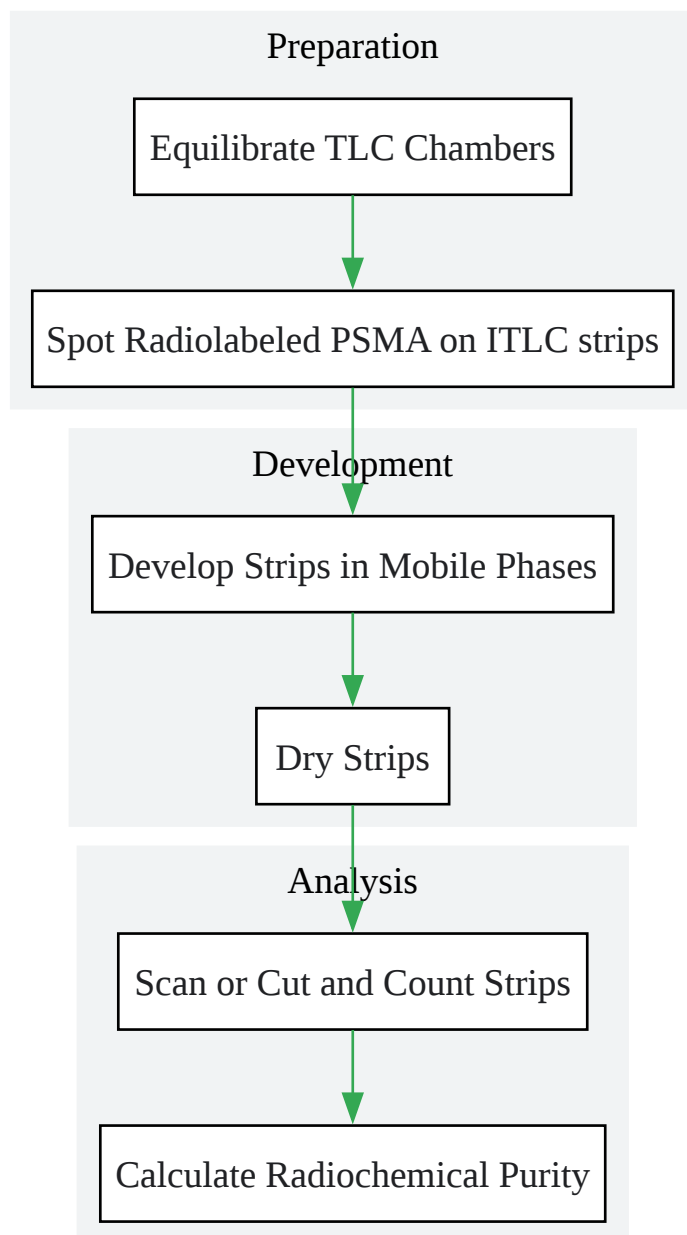 Preparation
Equilibrate TLC Chambers
Spot Radiolabeled PSMA on ITLC strips
Development
Develop Strips in Mobile Phases
Dry Strips
Analysis
Scan or Cut and Count Strips
Calculate Radiochemical Purity